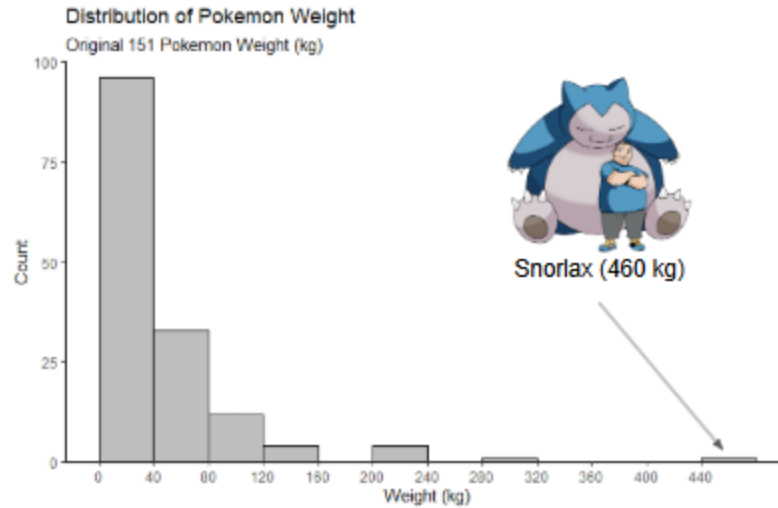 Distribution of Pokemon Weight
Original 151 Pokemon Weight (kg)
100
75
50
25
0
Count
Snorlax (460 kg)
0 40 80 120 160 200 240 280 320 360 400 440
Weight (kg)